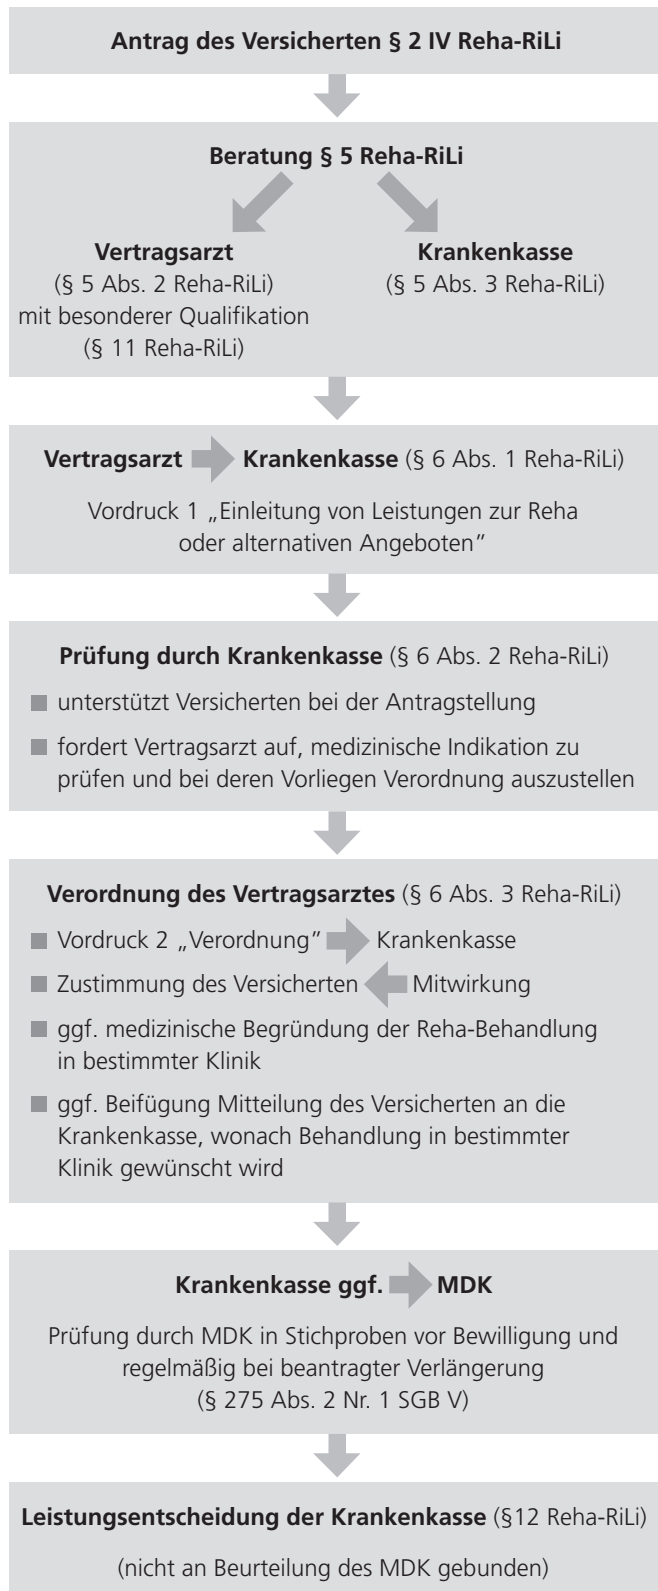 Antrag des Versicherten § 2 IV Reha-RiLi
Beratung § 5 Reha-RiLi
Vertragsarzt
(§ 5 Abs. 2 Reha-RiLi)
mit besonderer Qualifikation
(§ 11 Reha-RiLi)
Krankenkasse
(§ 5 Abs. 3 Reha-RiLi)
Vertragsarzt Krankenkasse (§ 6 Abs. 1 Reha-RiLi)
Vordruck 1 „Einleitung von Leistungen zur Reha
oder alternativen Angeboten”
Prüfung durch Krankenkasse (§ 6 Abs. 2 Reha-RiLi)
unterstützt Versicherten bei der Antragstellung
fordert Vertragsarzt auf, medizinische Indikation zu
prüfen und bei deren Vorliegen Verordnung auszustellen
Verordnung des Vertragsarztes (§ 6 Abs. 3 Reha-RiLi)
Vordruck 2 „Verordnung” Krankenkasse
Zustimmung des Versicherten Mitwirkung
ggf. medizinische Begründung der Reha-Behandlung
in bestimmter Klinik
ggf. Beifügung Mitteilung des Versicherten an die
Krankenkasse, wonach Behandlung in bestimmter
Klinik gewünscht wird
Krankenkasse ggf. MDK
Prüfung durch MDK in Stichproben vor Bewilligung und
regelmäßig bei beantragter Verlängerung
(§ 275 Abs. 2 Nr. 1 SGB V)
Leistungsentscheidung der Krankenkasse (§12 Reha-RiLi)
(nicht an Beurteilung des MDK gebunden)